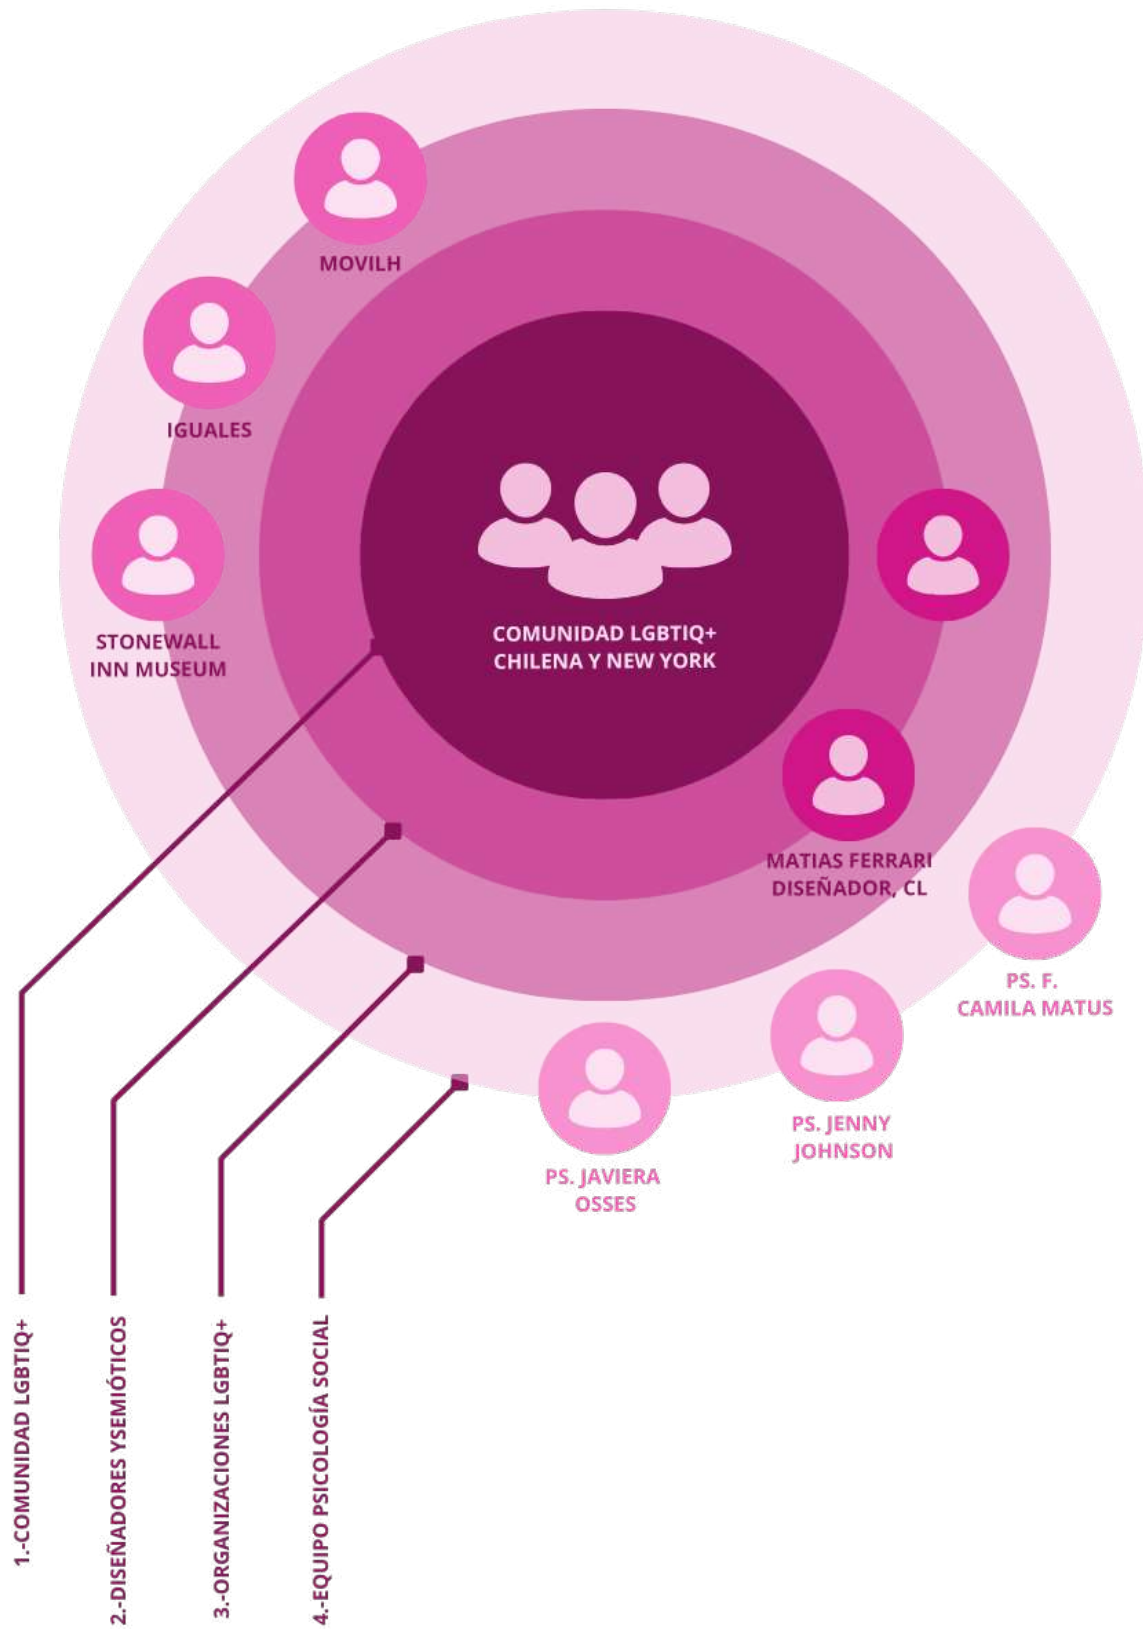 MOVILH
IGUALES
STONEWALL
INN MUSEUM
COMUNIDAD LGBTIQ+
CHILENA Y NEW YORK
MATIAS FERRARI
DISEÑADOR, CL
PS. F.
CAMILA MATUS
PS. JENNY
JOHNSON
PS. JAVIERA
OSSES
1.-COMUNIDAD LGBTIQ+
2.-DISEÑADORES YSEMIÓTICOS
3.-ORGANIZACIONES LGBTIQ+
4.-EQUIPO PSICOLOGÍA SOCIAL